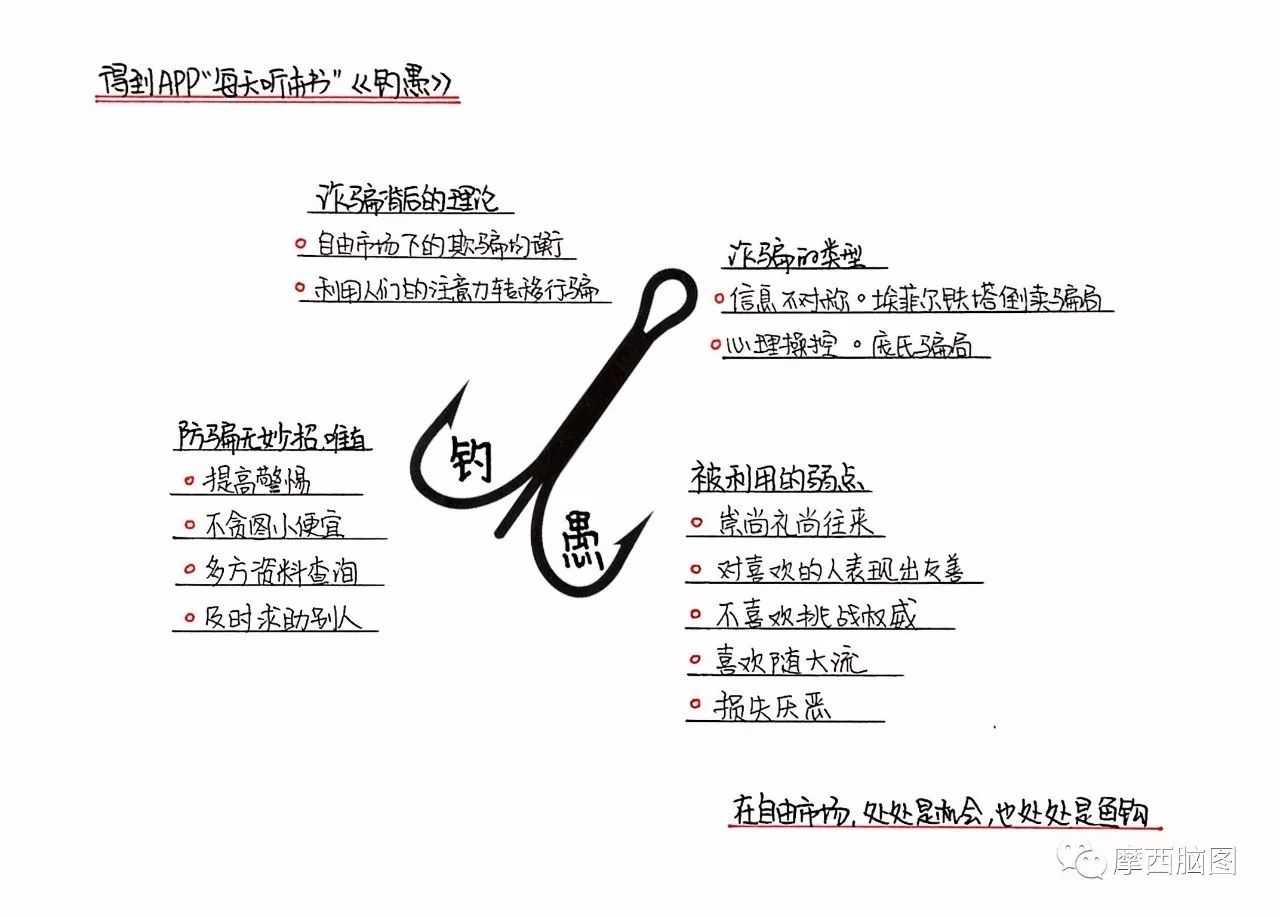 得到APP“每天听本书”《钓愚》
诈骗背后的理论
自由市场下的欺骗均衡
利用人们的注意力转移行骗
诈骗的类型
信息不对称。埃菲尔铁塔倒卖骗局
心理操控。庞氏骗局
防骗无妙招,唯有
提高警惕
不贪图小便宜
多方资料查询
及时求助别人
钓
愚
被利用的弱点
崇尚礼尚往来
对喜欢的人表现出友善
不喜欢挑战权威
喜欢随大流
损失厌恶
在自由市场,处处是机会,也处处是鱼钩
摩西脑图